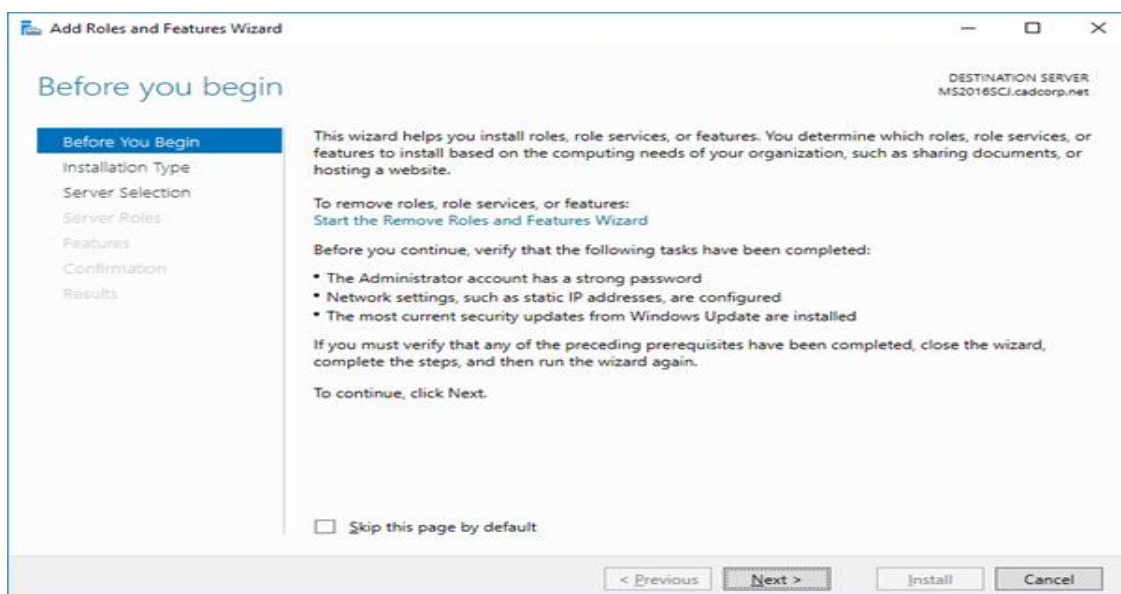 Add Roles and Features Wizard
Before you begin
DESTINATION SERVER
MS2016SCJ.cadcorp.net
Before You Begin
Installation Type
Server Selection
Server Roles
Features
Confirmation
Results
This wizard helps you install roles, role services, or features. You determine which roles, role services, or
features to install based on the computing needs of your organization, such as sharing documents, or
hosting a website.
To remove roles, role services, or features:
Start the Remove Roles and Features Wizard
Before you continue, verify that the following tasks have been completed:
• The Administrator account has a strong password
• Network settings, such as static IP addresses, are configured
• The most current security updates from Windows Update are installed
If you must verify that any of the preceding prerequisites have been completed, close the wizard,
complete the steps, and then run the wizard again.
To continue, click Next.
Skip this page by default
< Previous
Next >
Install
Cancel